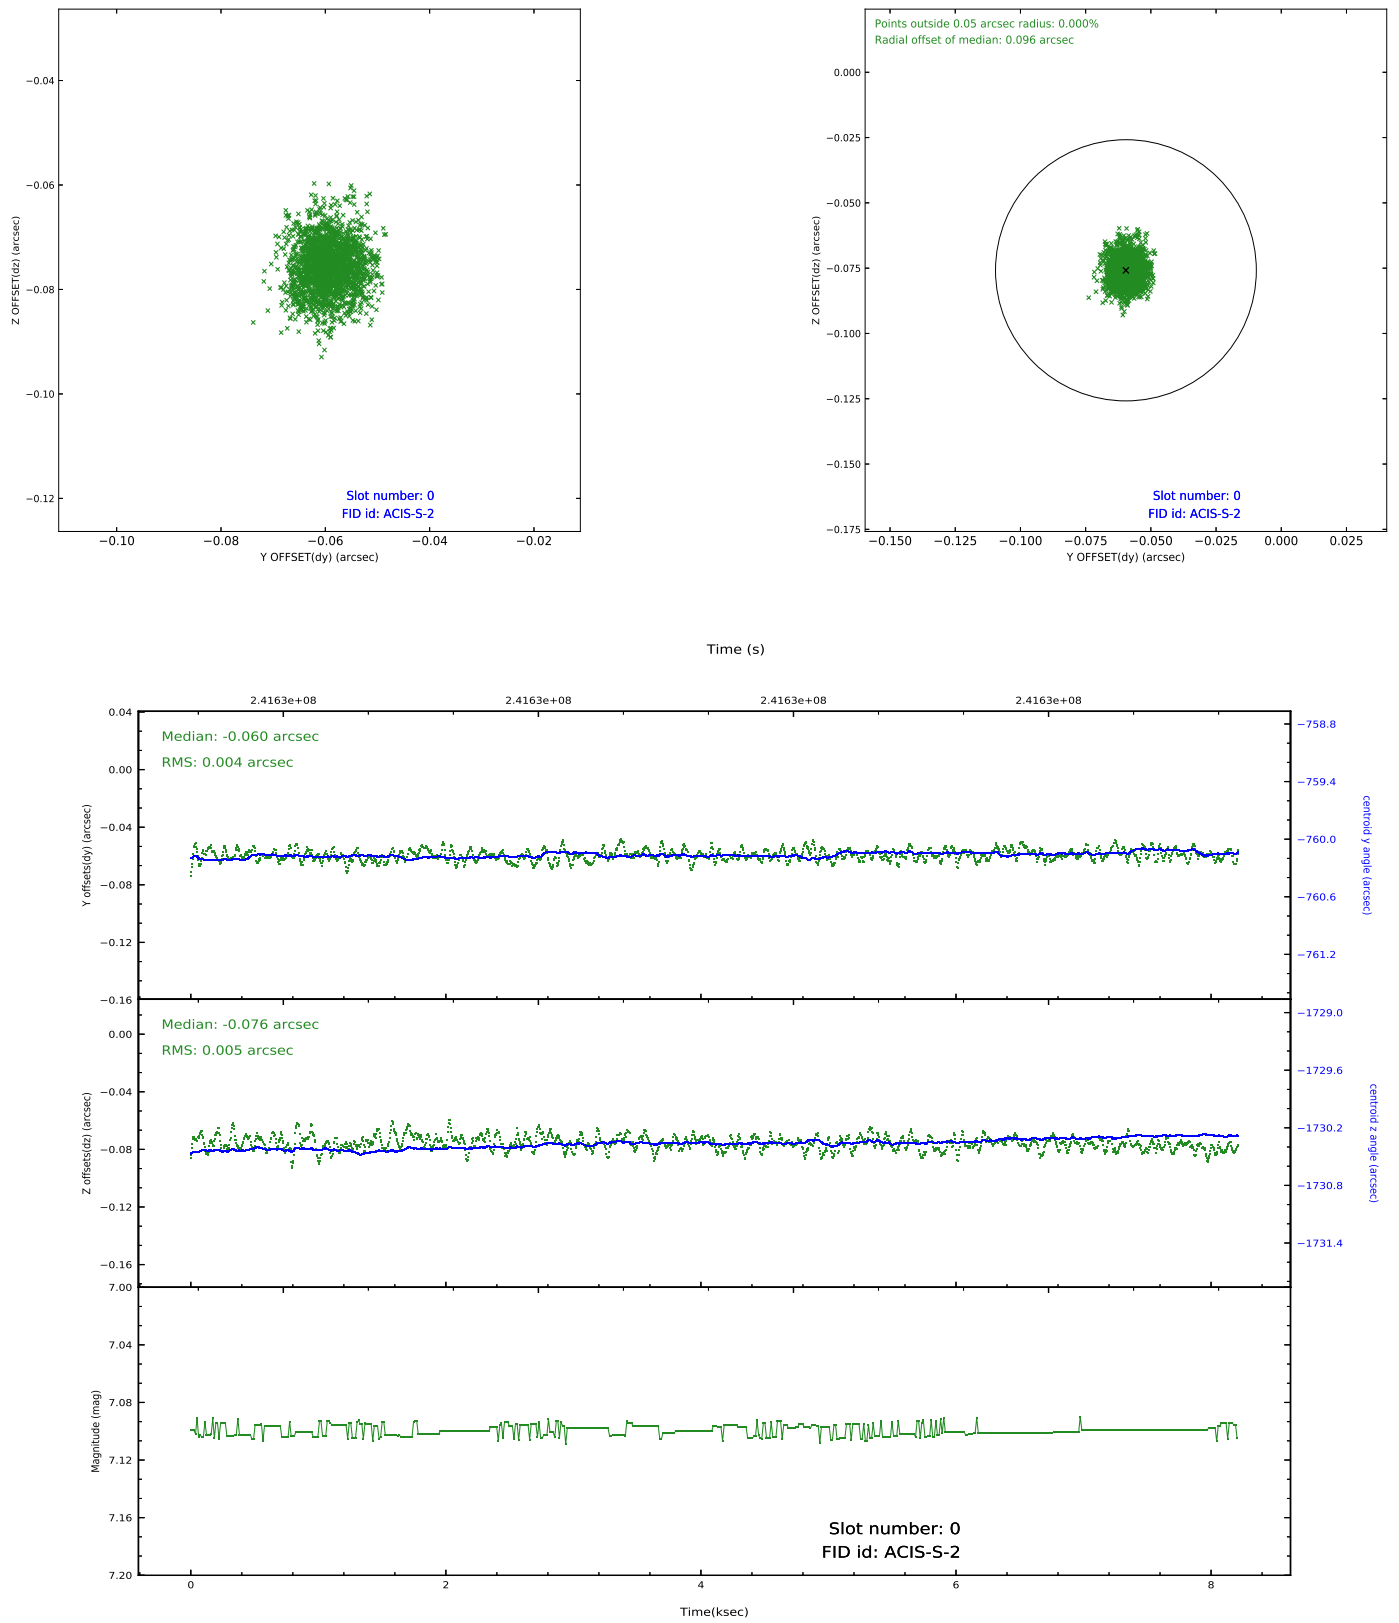 −0.04
−0.06
−0.08
−0.10
−0.12
Z OFFSET(dz) (arcsec)
Slot number: 0
FID id: ACIS-S-2
−0.10 −0.08 −0.06 −0.04 −0.02
Y OFFSET(dy) (arcsec)
Points outside 0.05 arcsec radius: 0.000%
Radial offset of median: 0.096 arcsec
0.000
−0.025
−0.050
−0.075
−0.100
−0.125
−0.150
−0.175
Z OFFSET(dz) (arcsec)
Slot number: 0
FID id: ACIS-S-2
−0.150 −0.125 −0.100 −0.075 −0.050 −0.025 0.000 0.025
Y OFFSET(dy) (arcsec)
Time (s)
2.4163e+08 2.4163e+08 2.4163e+08 2.4163e+08
0.04
0.00
−0.04
−0.08
−0.12
−0.16
Y offsets(dy) (arcsec)
Median: -0.060 arcsec
RMS: 0.004 arcsec
−758.8
−759.4
−760.0
−760.6
−761.2
centroid y angle (arcsec)
0.00
−0.04
−0.08
−0.12
−0.16
Z offsets(dz) (arcsec)
Median: -0.076 arcsec
RMS: 0.005 arcsec
−1729.0
−1729.6
−1730.2
−1730.8
−1731.4
centroid z angle (arcsec)
7.00
7.04
7.08
7.12
7.16
7.20
Magnitude (mag)
Slot number: 0
FID id: ACIS-S-2
0 2 4 6 8
Time(ksec)